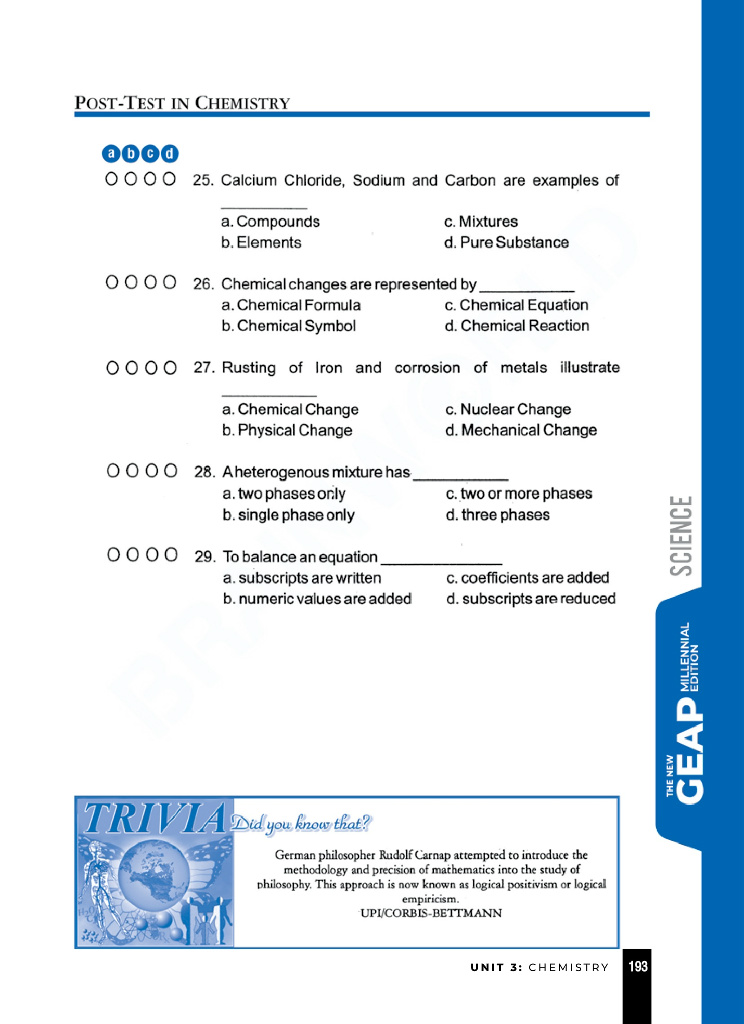 POST-TEST IN CHEMISTRY
a b c d
O O O O 25. Calcium Chloride, Sodium and Carbon are examples of
__________
a. Compounds c. Mixtures
b. Elements d. Pure Substance
O O O O 26. Chemical changes are represented by __________
a. Chemical Formula c. Chemical Equation
b. Chemical Symbol d. Chemical Reaction
O O O O 27. Rusting of Iron and corrosion of metals illustrate
__________
a. Chemical Change c. Nuclear Change
b. Physical Change d. Mechanical Change
O O O O 28. A heterogenous mixture has __________
a. two phases only c. two or more phases
b. single phase only d. three phases
O O O O 29. To balance an equation __________
a. subscripts are written c. coefficients are added
b. numeric values are added d. subscripts are reduced
SCIENCE
THE NEW
GEAP MILLENNIAL
EDITION
TRIVIA Did you know that?
German philosopher Rudolf Carnap attempted to introduce the
methodology and precision of mathematics into the study of
philosophy. This approach is now known as logical positivism or logical
empiricism.
UPI/CORBIS-BETTMANN
UNIT 3: CHEMISTRY 193